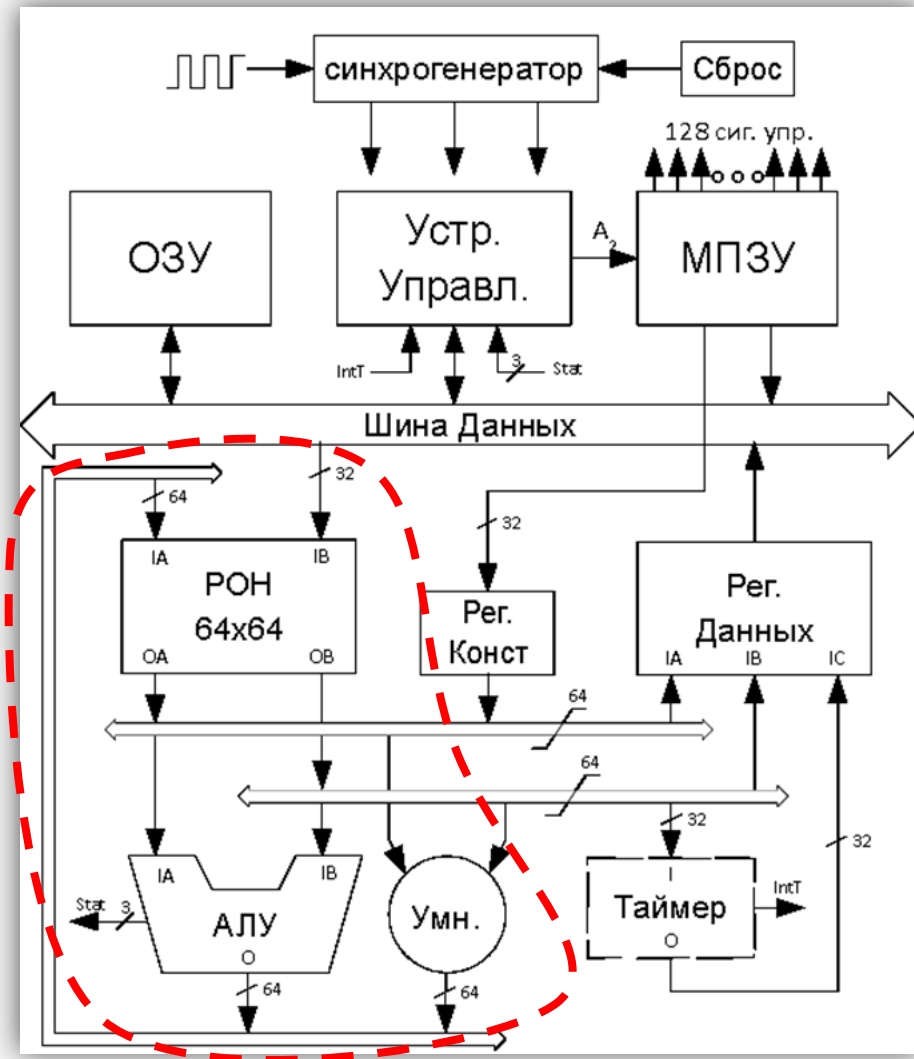 синхрогенератор
Сброс
128 сиг. упр.
ОЗУ
Устр.
Управл.
A2
МПЗУ
IntT
3
Stat
Шина Данных
64
32
32
IA
IB
РОН
64x64
OA
OB
Рег.
Конст
Рег.
Данных
IA
IB
IC
64
64
32
32
IA
IB
Stat
3
АЛУ
O
Умн.
I
Таймер
O
IntT
64
64